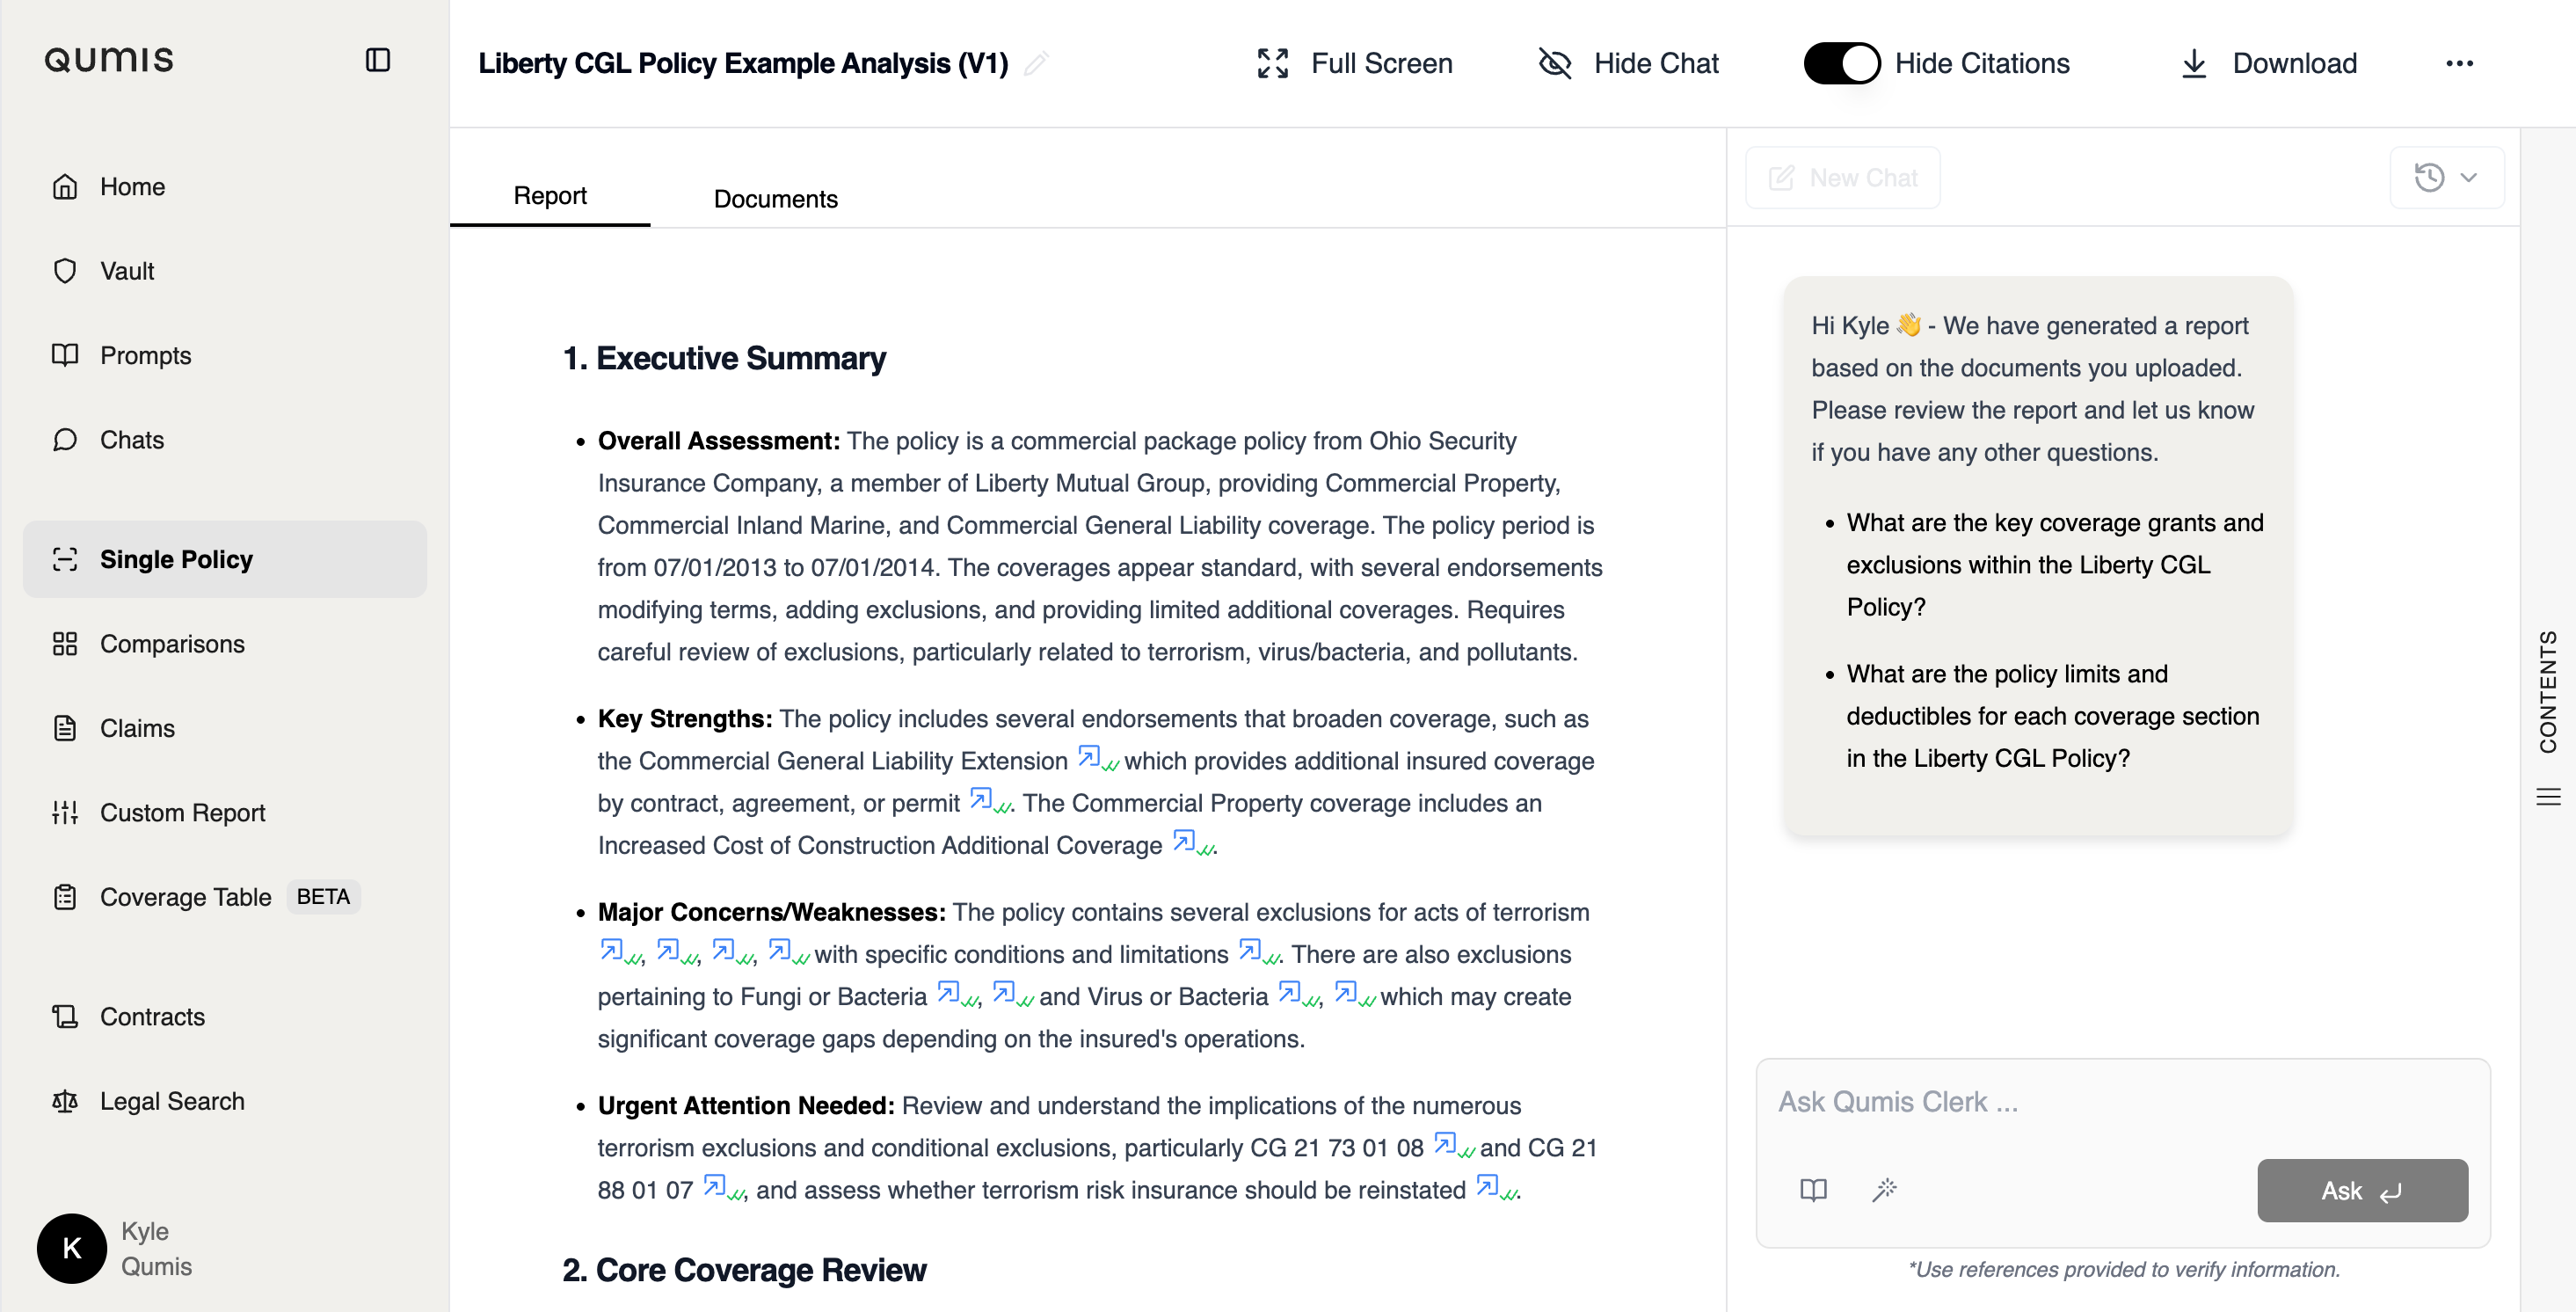 QUMIS
Home
Vault
Prompts
Chats
Single Policy
Comparisons
Claims
Custom Report
Coverage Table BETA
Contracts
Legal Search
K
Kyle
Qumis
Liberty CGL Policy Example Analysis (V1)
Full Screen
Hide Chat
Hide Citations
Download
Report
Documents
1. Executive Summary
• Overall Assessment: The policy is a commercial package policy from Ohio Security
Insurance Company, a member of Liberty Mutual Group, providing Commercial Property,
Commercial Inland Marine, and Commercial General Liability coverage. The policy period is
from 07/01/2013 to 07/01/2014. The coverages appear standard, with several endorsements
modifying terms, adding exclusions, and providing limited additional coverages. Requires
careful review of exclusions, particularly related to terrorism, virus/bacteria, and pollutants.
• Key Strengths: The policy includes several endorsements that broaden coverage, such as
the Commercial General Liability Extension which provides additional insured coverage
by contract, agreement, or permit . The Commercial Property coverage includes an
Increased Cost of Construction Additional Coverage .
• Major Concerns/Weaknesses: The policy contains several exclusions for acts of terrorism
, , , with specific conditions and limitations . There are also exclusions
pertaining to Fungi or Bacteria , and Virus or Bacteria , which may create
significant coverage gaps depending on the insured's operations.
• Urgent Attention Needed: Review and understand the implications of the numerous
terrorism exclusions and conditional exclusions, particularly CG 21 73 01 08 and CG 21
88 01 07 , and assess whether terrorism risk insurance should be reinstated .
2. Core Coverage Review
New Chat
Hi Kyle 👋 - We have generated a report
based on the documents you uploaded.
Please review the report and let us know
if you have any other questions.
• What are the key coverage grants and
exclusions within the Liberty CGL
Policy?
• What are the policy limits and
deductibles for each coverage section
in the Liberty CGL Policy?
Ask Qumis Clerk ...
Ask
*Use references provided to verify information.
CONTENTS